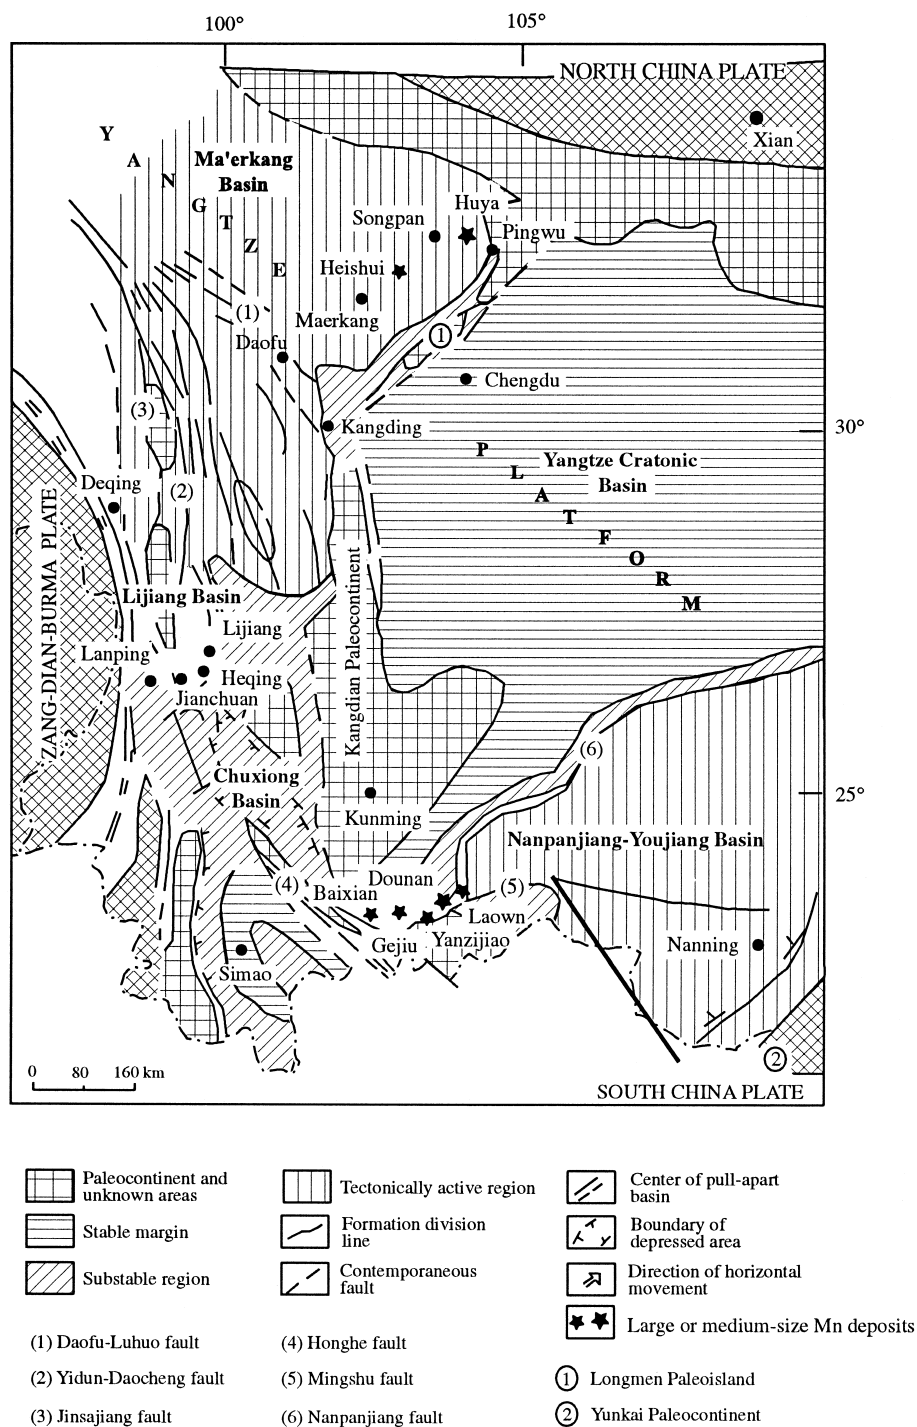 100°
105°
NORTH CHINA PLATE
Xian
YANGTZE
Ma'erkang
Basin
Huya
Songpan
Pingwu
Heishui
(1)
Maerkang
Daofu
1
Chengdu
(3)
Kangding
30°
PLATFORM
Yangtze Cratonic
Basin
Deqing
(2)
ZANG-DIAN-BURMA PLATE
Kangdian Paleocontinent
Lijiang Basin
Lijiang
Lanping
Heqing
Jianchuan
(6)
Chuxiong
Basin
25°
Kunming
Nanpanjiang-Youjiang Basin
Dounan
(4)
Baixian
(5)
Laown
Gejiu
Yanzijiao
Nanning
Simao
2
0 80 160 km
SOUTH CHINA PLATE
Paleocontinent and
unknown areas
Stable margin
Substable region
Tectonically active region
Formation division
line
Contemporaneous
fault
Center of pull-apart
basin
Boundary of
depressed area
Direction of horizontal
movement
Large or medium-size Mn deposits
(1) Daofu-Luhuo fault
(2) Yidun-Daocheng fault
(3) Jinsajiang fault
(4) Honghe fault
(5) Mingshu fault
(6) Nanpanjiang fault
1 Longmen Paleoisland
2 Yunkai Paleocontinent